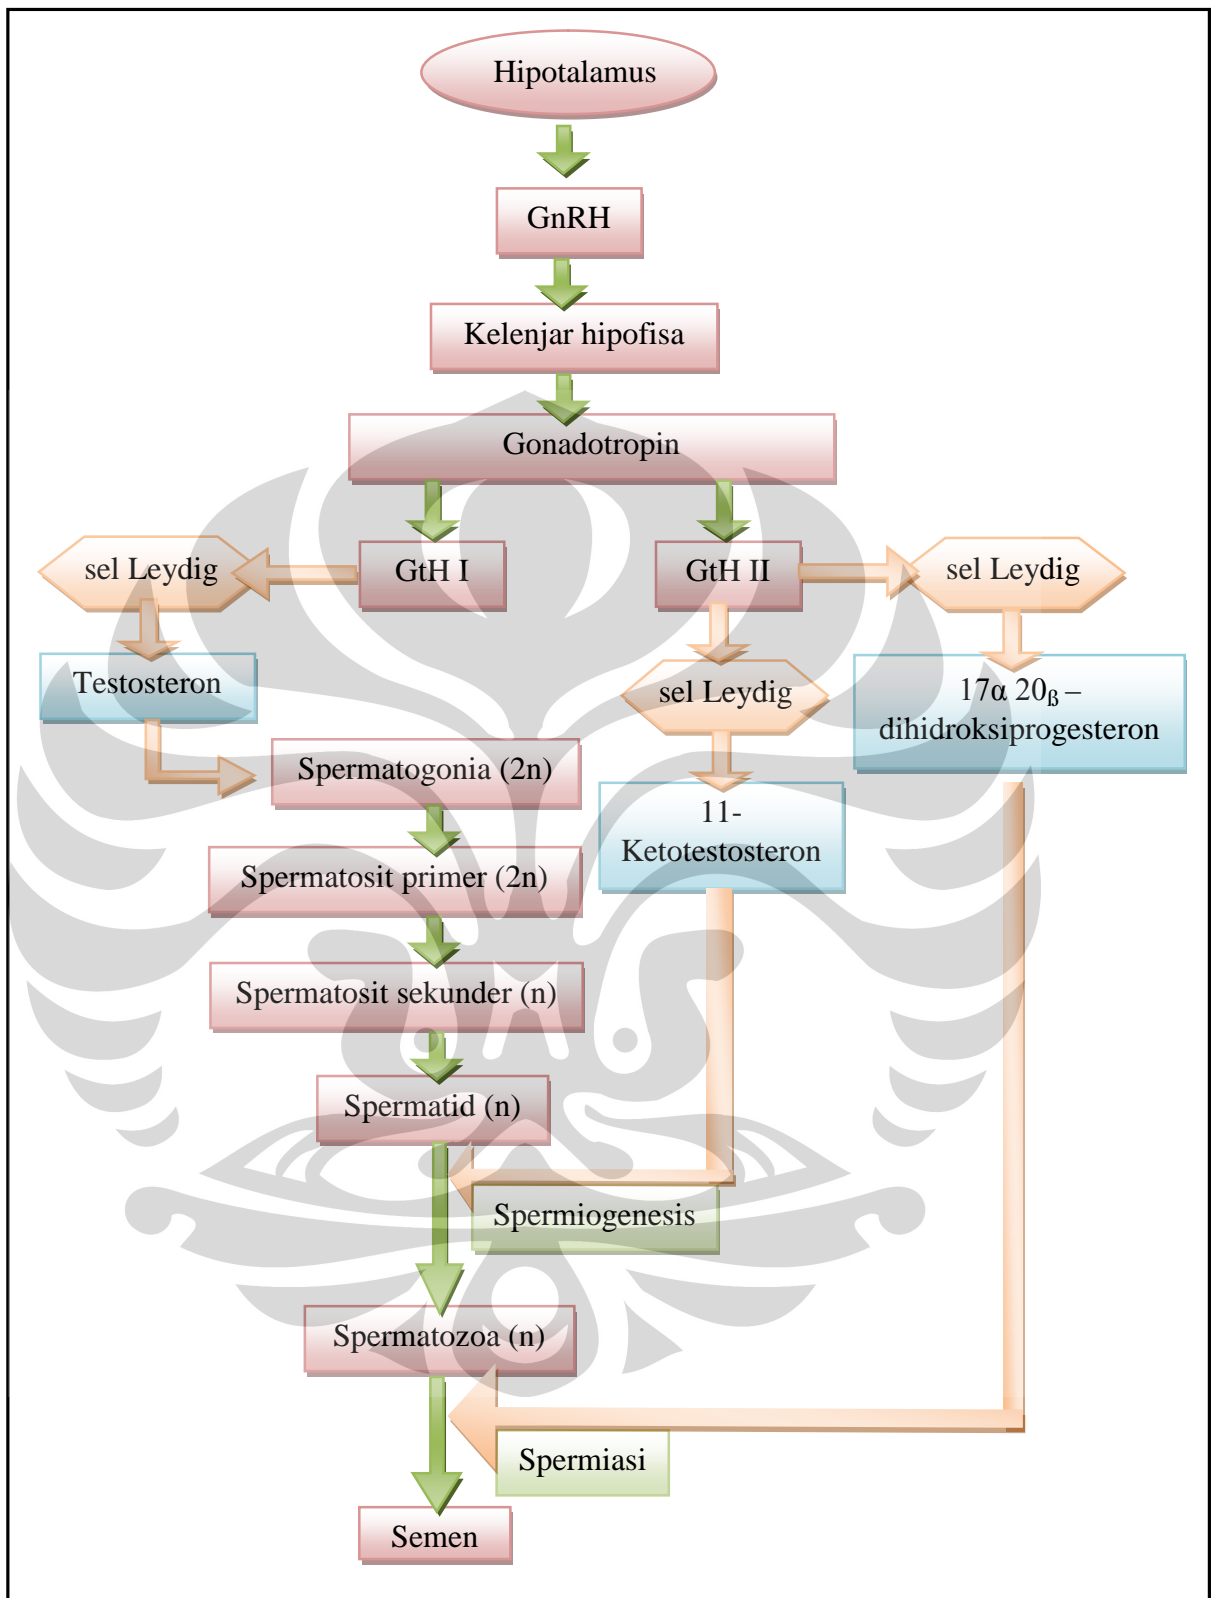 Hipotalamus
GnRH
Kelenjar hipofisa
Gonadotropin
sel Leydig
GtH I
GtH II
sel Leydig
Testosteron
sel Leydig
17α 20ß –
dihidroksiprogesteron
Spermatogonia (2n)
11-
Ketotestosteron
Spermatosit primer (2n)
Spermatosit sekunder (n)
Spermatid (n)
Spermiogenesis
Spermatozoa (n)
Spermiasi
Semen